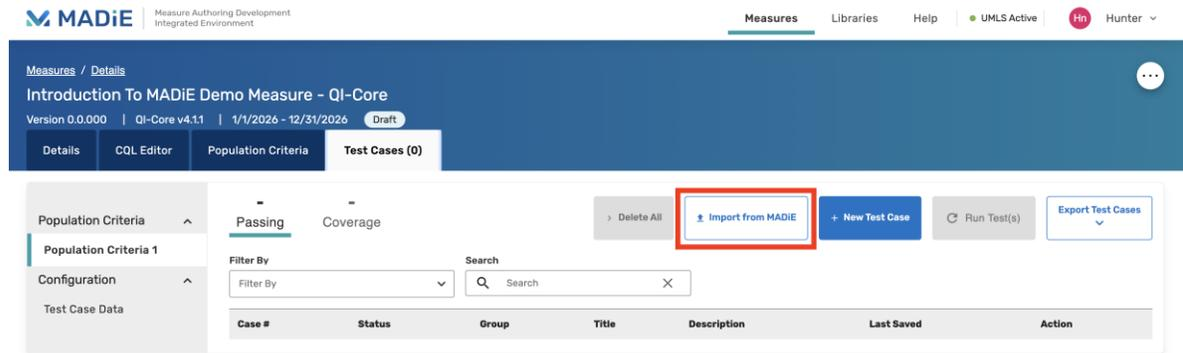 MADiE
Measure Authoring Development
Integrated Environment
Measures
Libraries
Help
UMLS Active
Hn
Hunter
Measures / Details
Introduction To MADiE Demo Measure - QI-Core
Version 0.0.000 | QI-Core v4.1.1 | 1/1/2026 - 12/31/2026 Draft
Details
CQL Editor
Population Criteria
Test Cases (0)
Population Criteria
Population Criteria 1
Configuration
Test Case Data
- -
Passing
Coverage
Delete All
Import from MADiE
+ New Test Case
Run Test(s)
Export Test Cases
Filter By
Filter By
Search
Search
Case # Status Group Title Description Last Saved Action